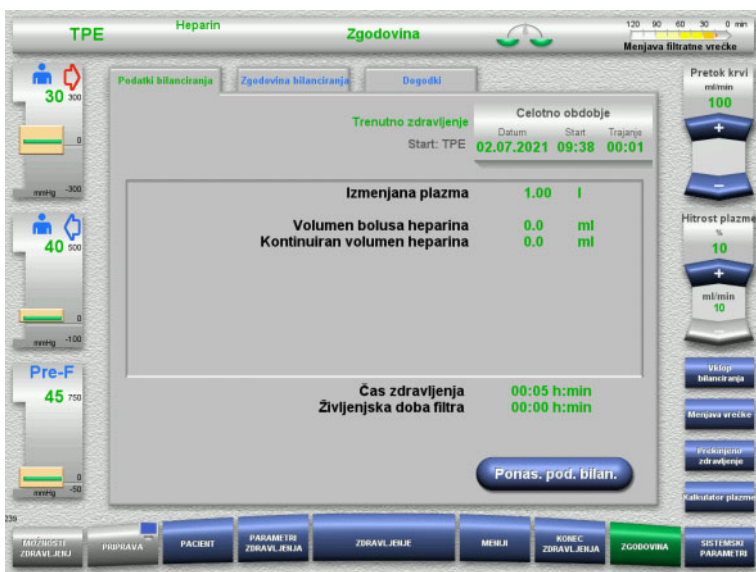 TPE
Heparin
Zgodovina
120 90 60 30 0 min
Menjava filtratne vrečke
30 300
0
mmHg -300
40 500
0
mmHg -100
Pre-F
45 750
0
mmHg -50
Podatki bilanciranja
Zgodovina bilanciranja
Dogodki
Trenutno zdravljenje
Start: TPE
Celotno obdobje
Datum Start Trajanje
02.07.2021 09:38 00:01
Izmenjana plazma 1.00 l
Volumen bolusa heparina 0.0 ml
Kontinuiran volumen heparina 0.0 ml
Čas zdravljenja 00:05 h:min
Življenjska doba filtra 00:00 h:min
Ponas. pod. bilan.
Pretok krvi
ml/min
100
+
–
Hitrost plazme
%
10
+
ml/min
10
–
Vklop
bilanciranja
Menjava vrečke
Prekinjeno
zdravljenje
Kalkulator plazme
239
MOŽNOSTI
ZDRAVLJENJ
PRIPRAVA
PACIENT
PARAMETRI
ZDRAVLJENJA
ZDRAVLJENJE
MENIJI
KONEC
ZDRAVLJENJA
ZGODOVINA
SISTEMSKI
PARAMETRI